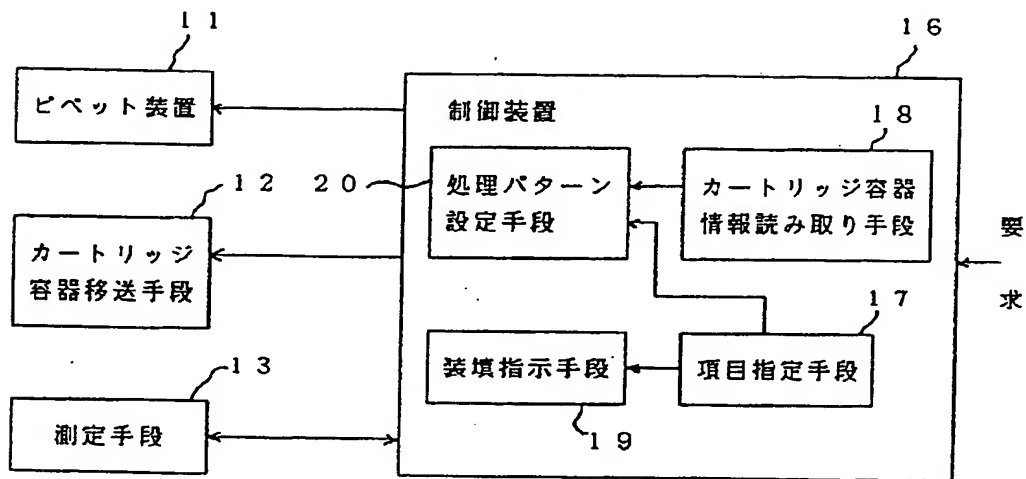 １１
ピペット装置
１２
カートリッジ
容器移送手段
１３
測定手段
１６
制御装置
２０
処理パターン
設定手段
１８
カートリッジ容器
情報読み取り手段
１７
項目指定手段
装填指示手段
１９
要
求